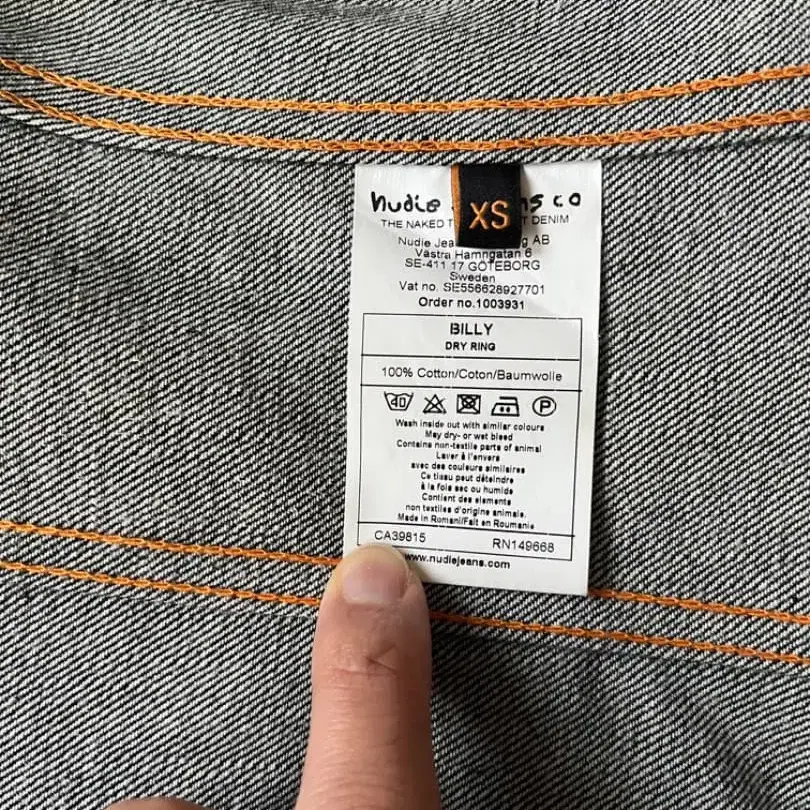 nudie ns co
XS
THE NAKED T DENIM
Nudie Jea g AB
Västra Hamngatan 6
SE-411 17 GÖTEBORG
Sweden
Vat no. SE556628927701
Order no.1003931
BILLY
DRY RING
100% Cotton/Coton/Baumwolle
40 P
Wash inside out with similar colours
May dry- or wet bleed
Contains non-textile parts of animal
Laver à l'envers
avec des couleurs similaires
Ce tissu peut déteindre
à la fois sec ou humide
Contient des elements
non textiles d'origine animale.
Made in Romani/Fait en Roumanie
CA39815 RN149668
www.nudiejeans.com